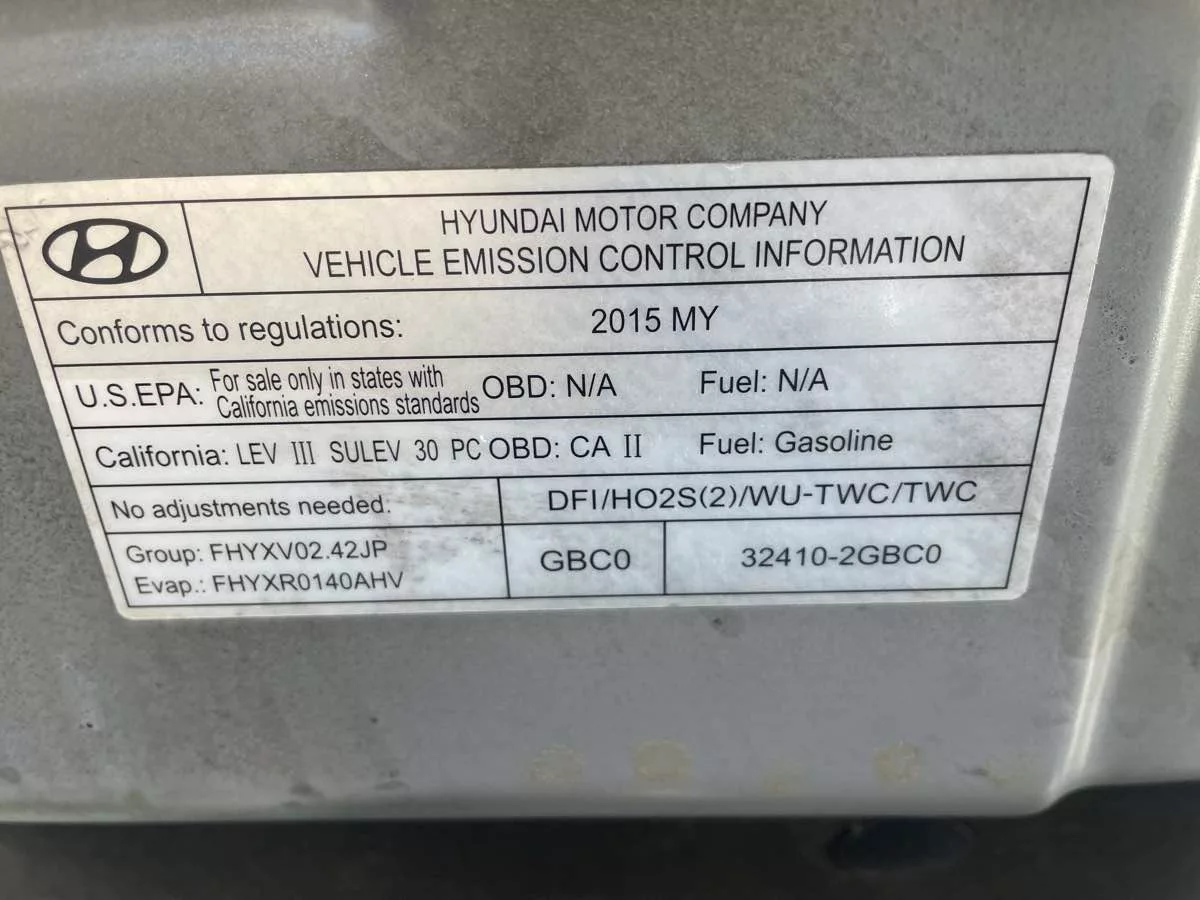 HYUNDAI MOTOR COMPANY
VEHICLE EMISSION CONTROL INFORMATION
Conforms to regulations: 2015 MY
U.S.EPA: For sale only in states with California emissions standards OBD: N/A Fuel: N/A
California: LEV III SULEV 30 PC OBD: CA II Fuel: Gasoline
No adjustments needed. DFI/HO2S(2)/WU-TWC/TWC
Group: FHYXV02.42JP
Evap.: FHYXR0140AHV
GBC0
32410-2GBC0